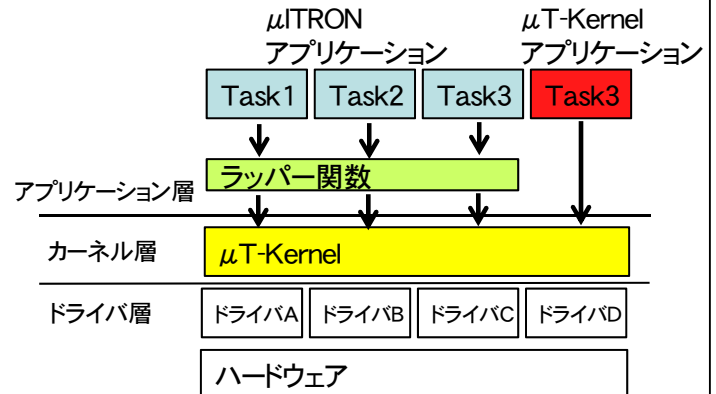 μITRON
アプリケーション
μT-Kernel
アプリケーション
Task1
Task2
Task3
Task3
ラッパー関数
アプリケーション層
カーネル層
μT-Kernel
ドライバ層
ドライバA
ドライバB
ドライバC
ドライバD
ハードウェア